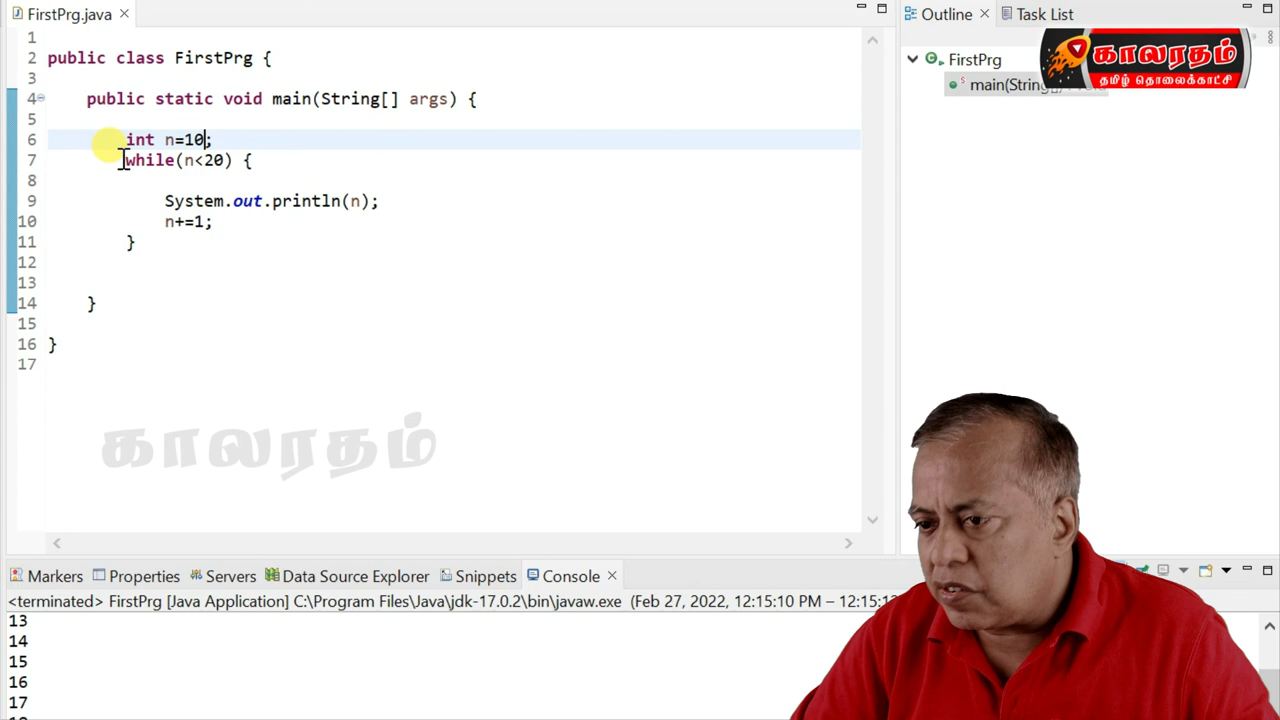 FirstPrg.java
Outline
Task List
காலரதம்
தமிழ் தொலைக்காட்சி
FirstPrg
main(String[]
1
2 public class FirstPrg {
3
4 public static void main(String[] args) {
5
6 int n=10;
7 while(n<20) {
8
9 System.out.println(n);
10 n+=1;
11 }
12
13
14 }
15
16 }
17
காலரதம்
Markers Properties Servers Data Source Explorer Snippets Console
<terminated> FirstPrg [Java Application] C:\Program Files\Java\jdk-17.0.2\bin\javaw.exe (Feb 27, 2022, 12:15:10 PM – 12:15:1
13
14
15
16
17